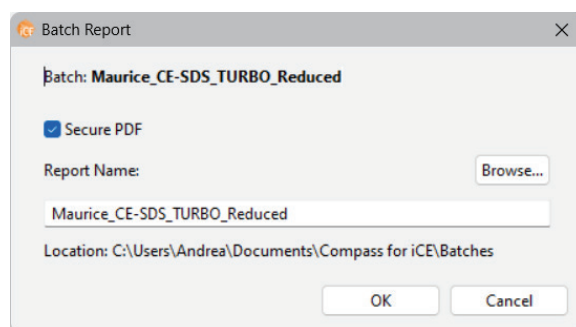 iCE Batch Report
Batch: Maurice_CE-SDS_TURBO_Reduced
Secure PDF
Report Name:
Browse...
Maurice_CE-SDS_TURBO_Reduced
Location: C:\Users\Andrea\Documents\Compass for iCE\Batches
OK Cancel